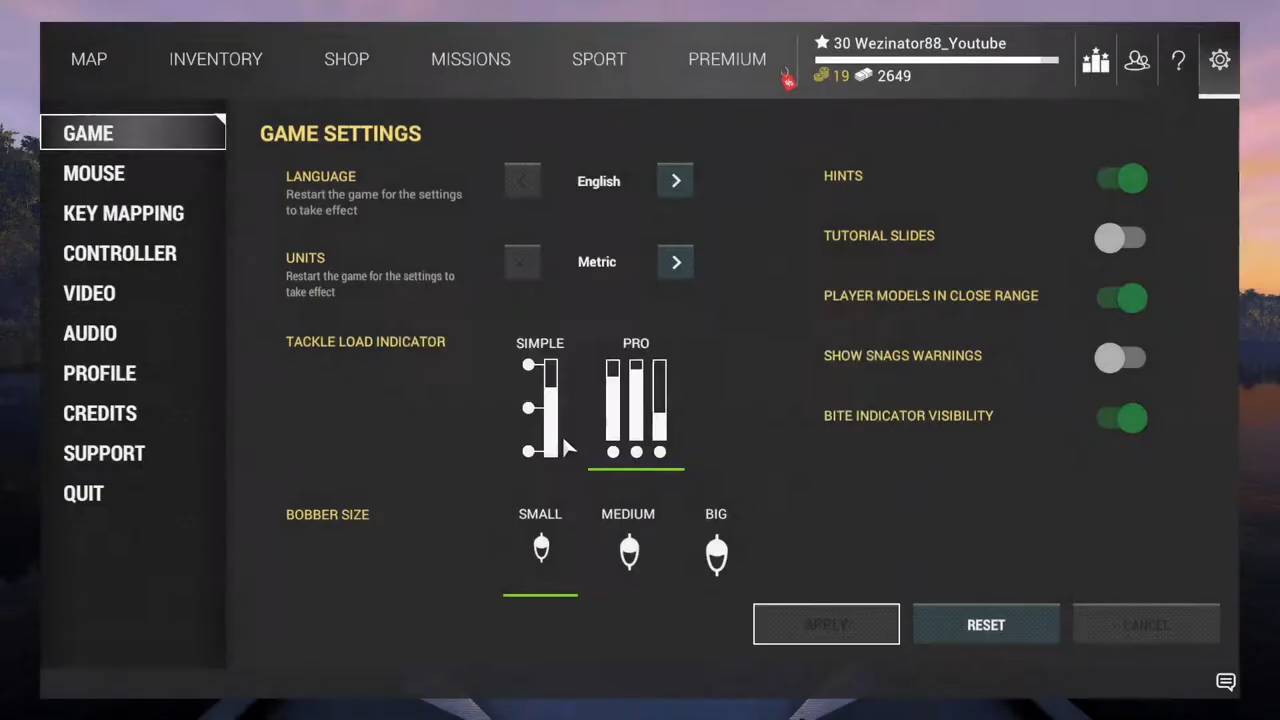 MAP
INVENTORY
SHOP
MISSIONS
SPORT
PREMIUM
30 Wezinator88_Youtube
19 2649
?
GAME
MOUSE
KEY MAPPING
CONTROLLER
VIDEO
AUDIO
PROFILE
CREDITS
SUPPORT
QUIT
GAME SETTINGS
LANGUAGE
Restart the game for the settings
to take effect
English
UNITS
Restart the game for the settings to
take effect
Metric
TACKLE LOAD INDICATOR
SIMPLE
PRO
BOBBER SIZE
SMALL
MEDIUM
BIG
HINTS
TUTORIAL SLIDES
PLAYER MODELS IN CLOSE RANGE
SHOW SNAGS WARNINGS
BITE INDICATOR VISIBILITY
APPLY
RESET
CANCEL